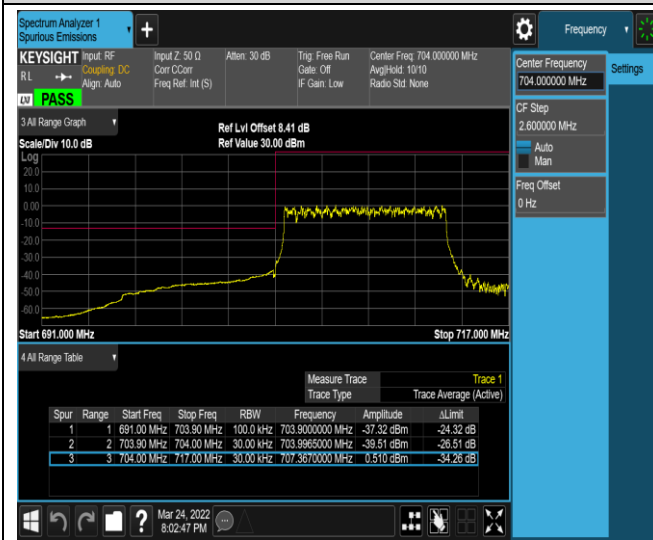 Spectrum Analyzer 1
Spurious Emissions
Frequency
KEYSIGHT
R L
LXI
PASS
Input: RF
Coupling: DC
Align: Auto
Input Z: 50 Ω
Corr CCorr
Freq Ref: Int (S)
Atten: 30 dB
Trig: Free Run
Gate: Off
IF Gain: Low
Center Freq: 704.000000 MHz
Avg|Hold: 10/10
Radio Std: None
Center Frequency
704.000000 MHz
Settings
CF Step
2.600000 MHz
Auto
Man
Freq Offset
0 Hz
3 All Range Graph
Scale/Div 10.0 dB
Ref Lvl Offset 8.41 dB
Ref Value 30.00 dBm
Log
20.0
10.0
0.00
-10.0
-20.0
-30.0
-40.0
-50.0
-60.0
Start 691.000 MHz
Stop 717.000 MHz
4 All Range Table
Measure Trace Trace 1
Trace Type Trace Average (Active)
Spur Range Start Freq Stop Freq RBW Frequency Amplitude ΔLimit
1 1 691.00 MHz 703.90 MHz 100.0 kHz 703.9000000 MHz -37.32 dBm -24.32 dB
2 2 703.90 MHz 704.00 MHz 30.00 kHz 703.9965000 MHz -39.51 dBm -26.51 dB
3 3 704.00 MHz 717.00 MHz 30.00 kHz 707.3670000 MHz 0.510 dBm -34.26 dB
Mar 24, 2022
8:02:47 PM